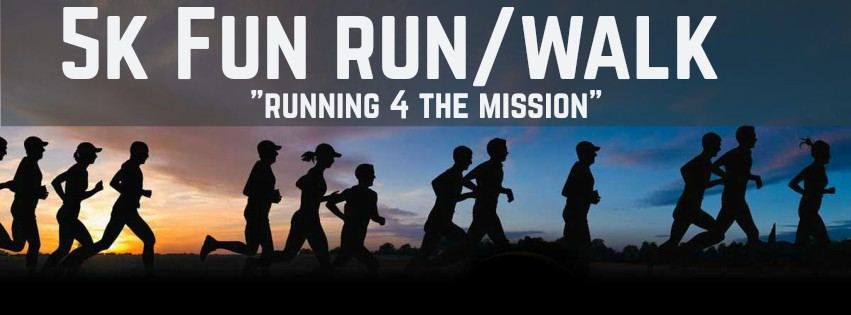 5K FUN RUN/WALK
"RUNNING 4 THE MISSION"